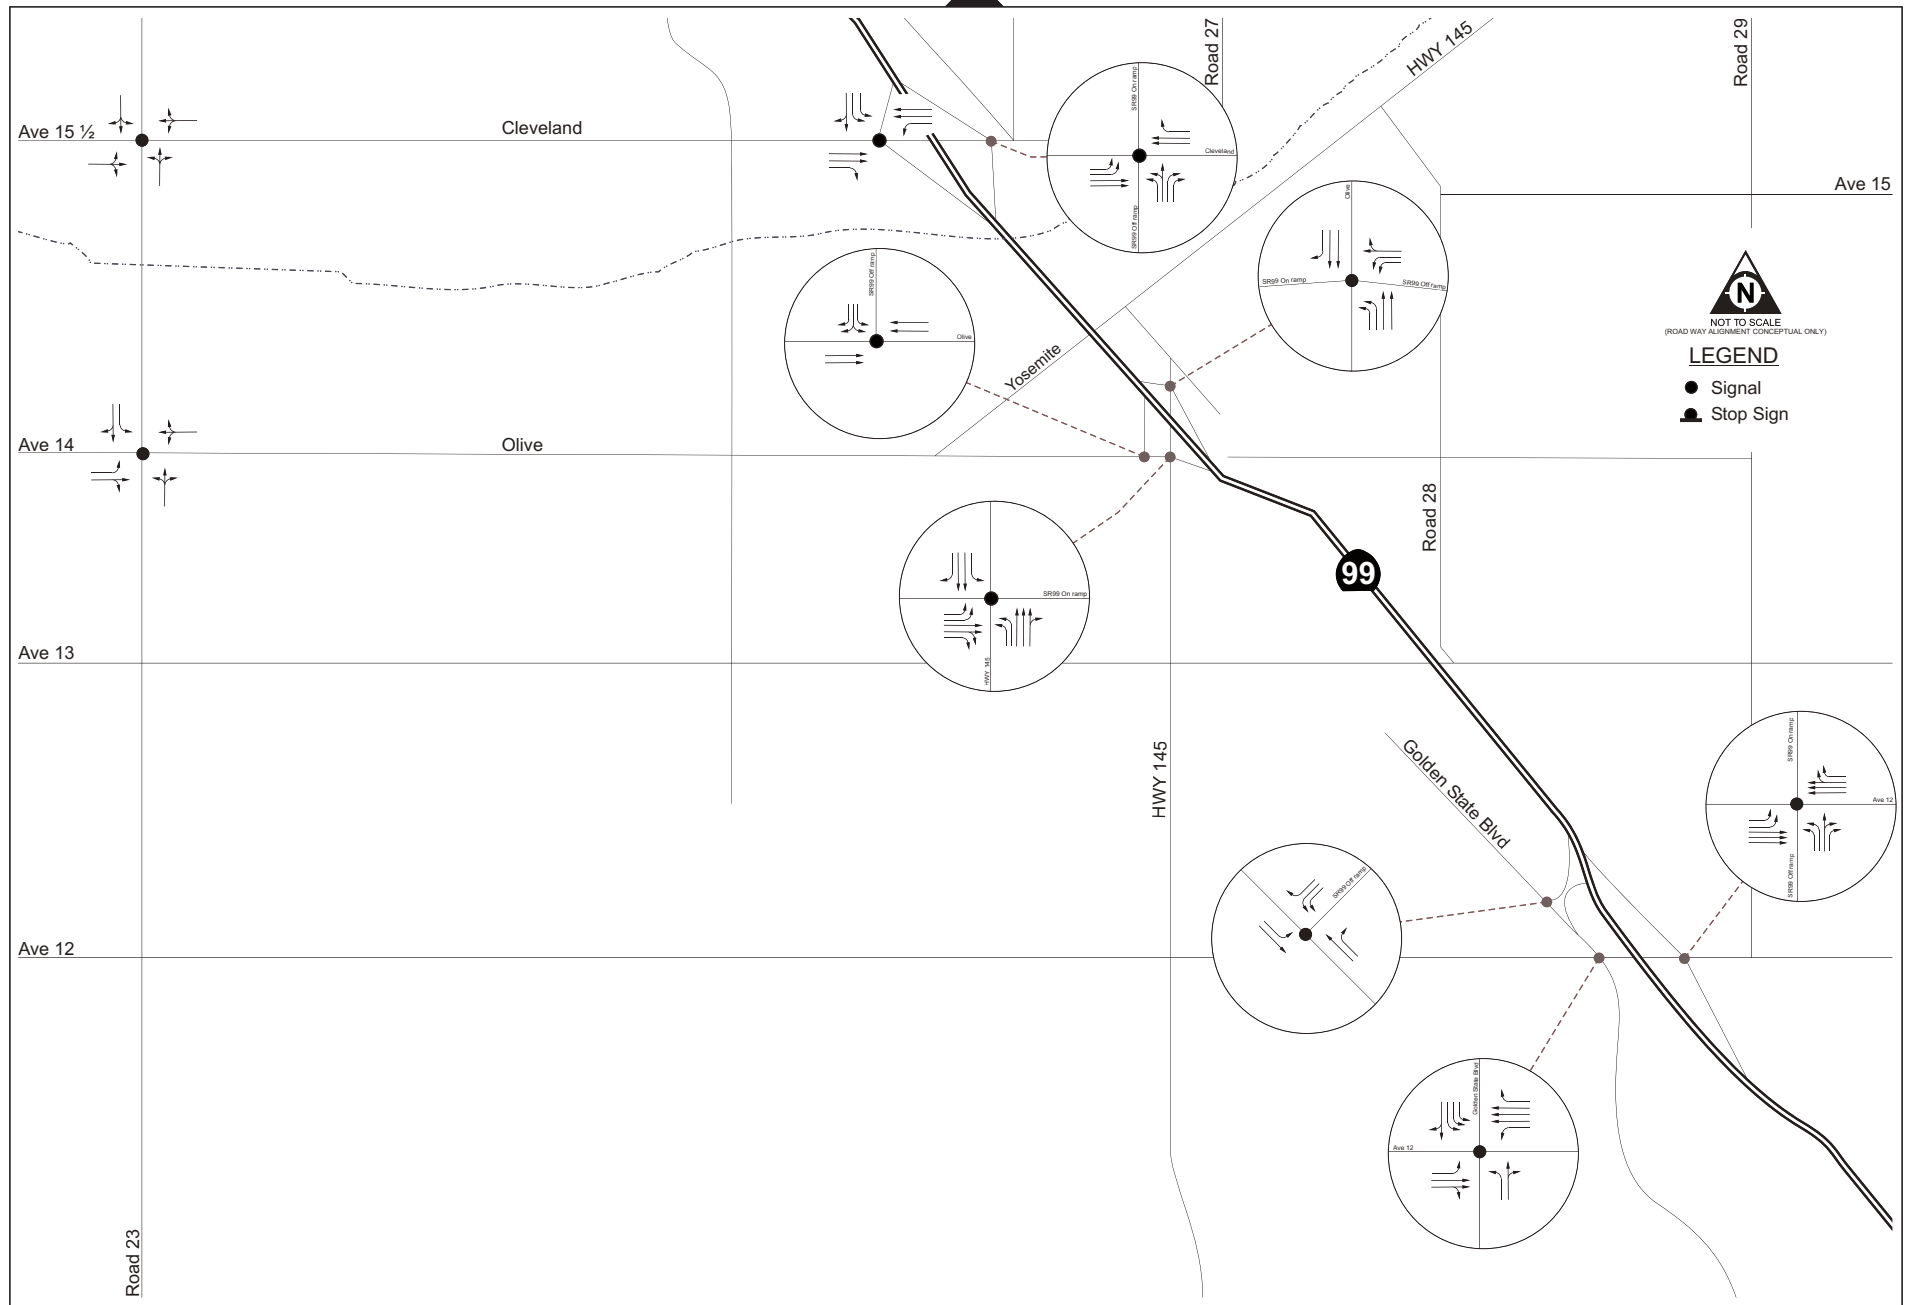 Road 27
HWY 145
Road 29
Ave 15 ½
Cleveland
SR99 On ramp
Cleveland
SR99 Off ramp
Ave 15
Olive
SR99 On ramp
SR99 Off ramp
SR99 Off ramp
Olive
N
NOT TO SCALE
(ROAD WAY ALIGNMENT CONCEPTUAL ONLY)
LEGEND
Signal
Stop Sign
Yosemite
Ave 14
Olive
Road 28
99
SR99 On ramp
HWY 145
Ave 13
HWY 145
Golden State Blvd
SR99 On ramp
Ave 12
SR99 Off ramp
SR99 Off ramp
Ave 12
Golden State Blvd
Ave 12
Road 23